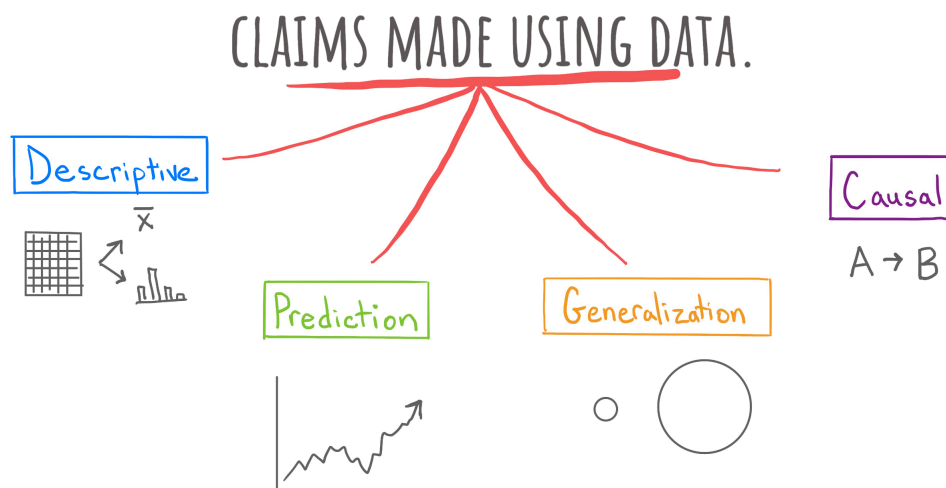 CLAIMS MADE USING DATA.
Descriptive
x̅
Causal
A → B
Prediction
Generalization